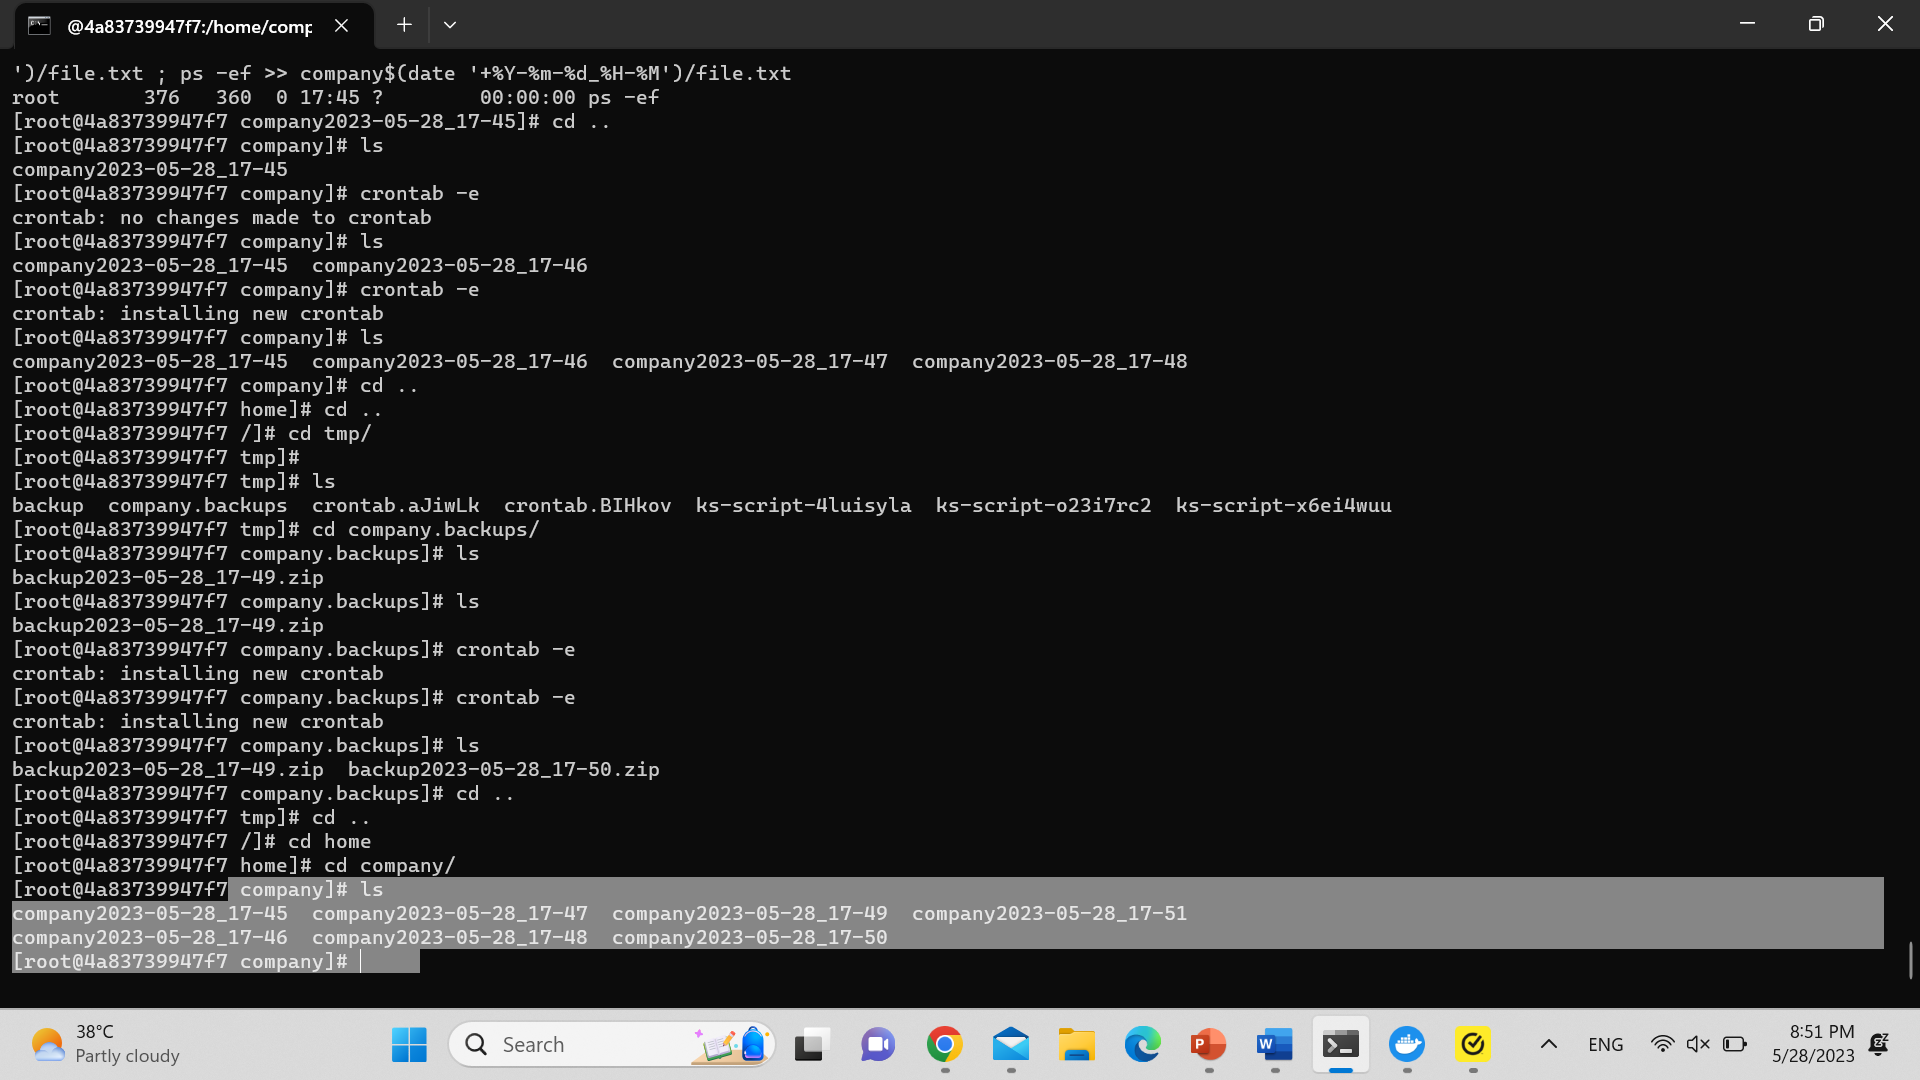 @4a83739947f7:/home/comp
')/file.txt ; ps -ef >> company$(date '+%Y-%m-%d_%H-%M')/file.txt
root       376   360  0 17:45 ?        00:00:00 ps -ef
[root@4a83739947f7 company2023-05-28_17-45]# cd ..
[root@4a83739947f7 company]# ls
company2023-05-28_17-45
[root@4a83739947f7 company]# crontab -e
crontab: no changes made to crontab
[root@4a83739947f7 company]# ls
company2023-05-28_17-45  company2023-05-28_17-46
[root@4a83739947f7 company]# crontab -e
crontab: installing new crontab
[root@4a83739947f7 company]# ls
company2023-05-28_17-45  company2023-05-28_17-46  company2023-05-28_17-47  company2023-05-28_17-48
[root@4a83739947f7 company]# cd ..
[root@4a83739947f7 home]# cd ..
[root@4a83739947f7 /]# cd tmp/
[root@4a83739947f7 tmp]#
[root@4a83739947f7 tmp]# ls
backup  company.backups  crontab.aJiwLk  crontab.BIHkov  ks-script-4luisyla  ks-script-o23i7rc2  ks-script-x6ei4wuu
[root@4a83739947f7 tmp]# cd company.backups/
[root@4a83739947f7 company.backups]# ls
backup2023-05-28_17-49.zip
[root@4a83739947f7 company.backups]# ls
backup2023-05-28_17-49.zip
[root@4a83739947f7 company.backups]# crontab -e
crontab: installing new crontab
[root@4a83739947f7 company.backups]# crontab -e
crontab: installing new crontab
[root@4a83739947f7 company.backups]# ls
backup2023-05-28_17-49.zip  backup2023-05-28_17-50.zip
[root@4a83739947f7 company.backups]# cd ..
[root@4a83739947f7 tmp]# cd ..
[root@4a83739947f7 /]# cd home
[root@4a83739947f7 home]# cd company/
[root@4a83739947f7 company]# ls
company2023-05-28_17-45  company2023-05-28_17-47  company2023-05-28_17-49  company2023-05-28_17-51
company2023-05-28_17-46  company2023-05-28_17-48  company2023-05-28_17-50
[root@4a83739947f7 company]#
38°C
Partly cloudy
Search
ENG
8:51 PM
5/28/2023